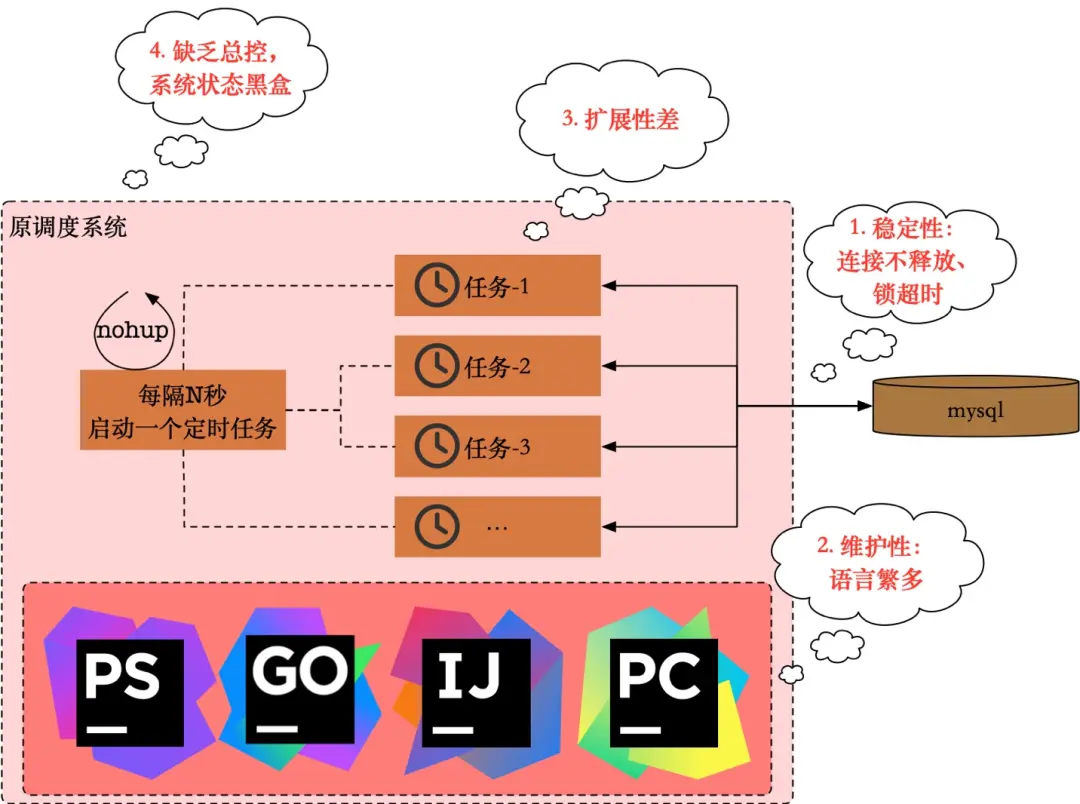 4. 缺乏总控，
系统状态黑盒
3. 扩展性差
原调度系统
1. 稳定性：
连接不释放、
锁超时
任务-1
nohup
任务-2
每隔N秒
启动一个定时任务
mysql
任务-3
...
2. 维护性：
语言繁多
PS
GO
IJ
PC